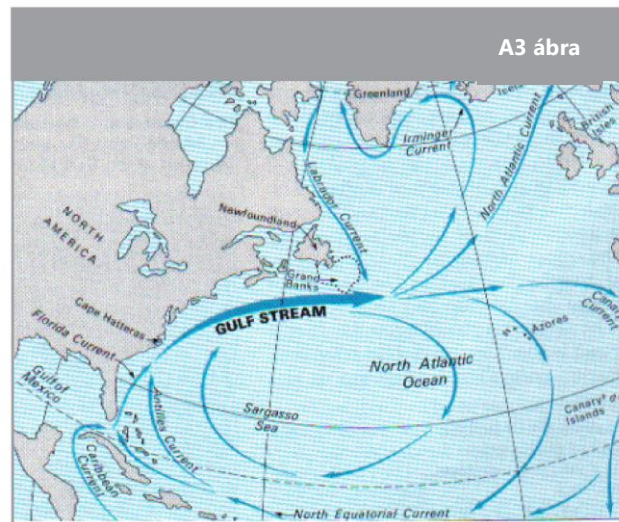 A3 ábra
Greenland
Irminger
Current
North Atlantic Current
British
Isles
Labrador Current
NORTH
AMERICA
Newfoundland
Grand
Banks
Cape Hatteras
GULF STREAM
Florida Current
Canary
Current
Azores
Gulf of
Mexico
North Atlantic
Ocean
Antilles Current
Sargasso
Sea
Canary
Islands
Caribbean
Current
North Equatorial Current